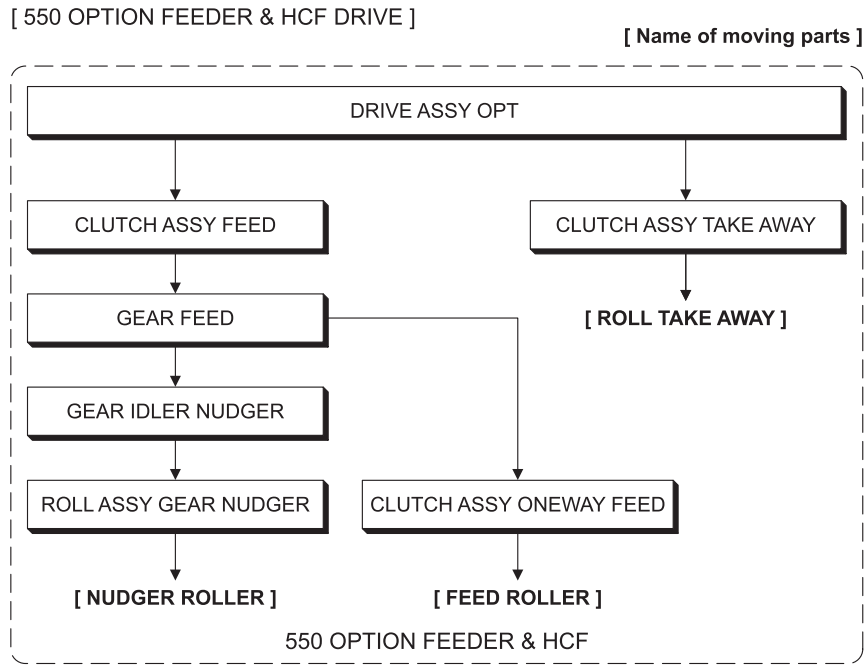 [ 550 OPTION FEEDER & HCF DRIVE ]
[ Name of moving parts ]
DRIVE ASSY OPT
CLUTCH ASSY FEED
CLUTCH ASSY TAKE AWAY
GEAR FEED
[ ROLL TAKE AWAY ]
GEAR IDLER NUDGER
ROLL ASSY GEAR NUDGER
CLUTCH ASSY ONEWAY FEED
[ NUDGER ROLLER ]
[ FEED ROLLER ]
550 OPTION FEEDER & HCF